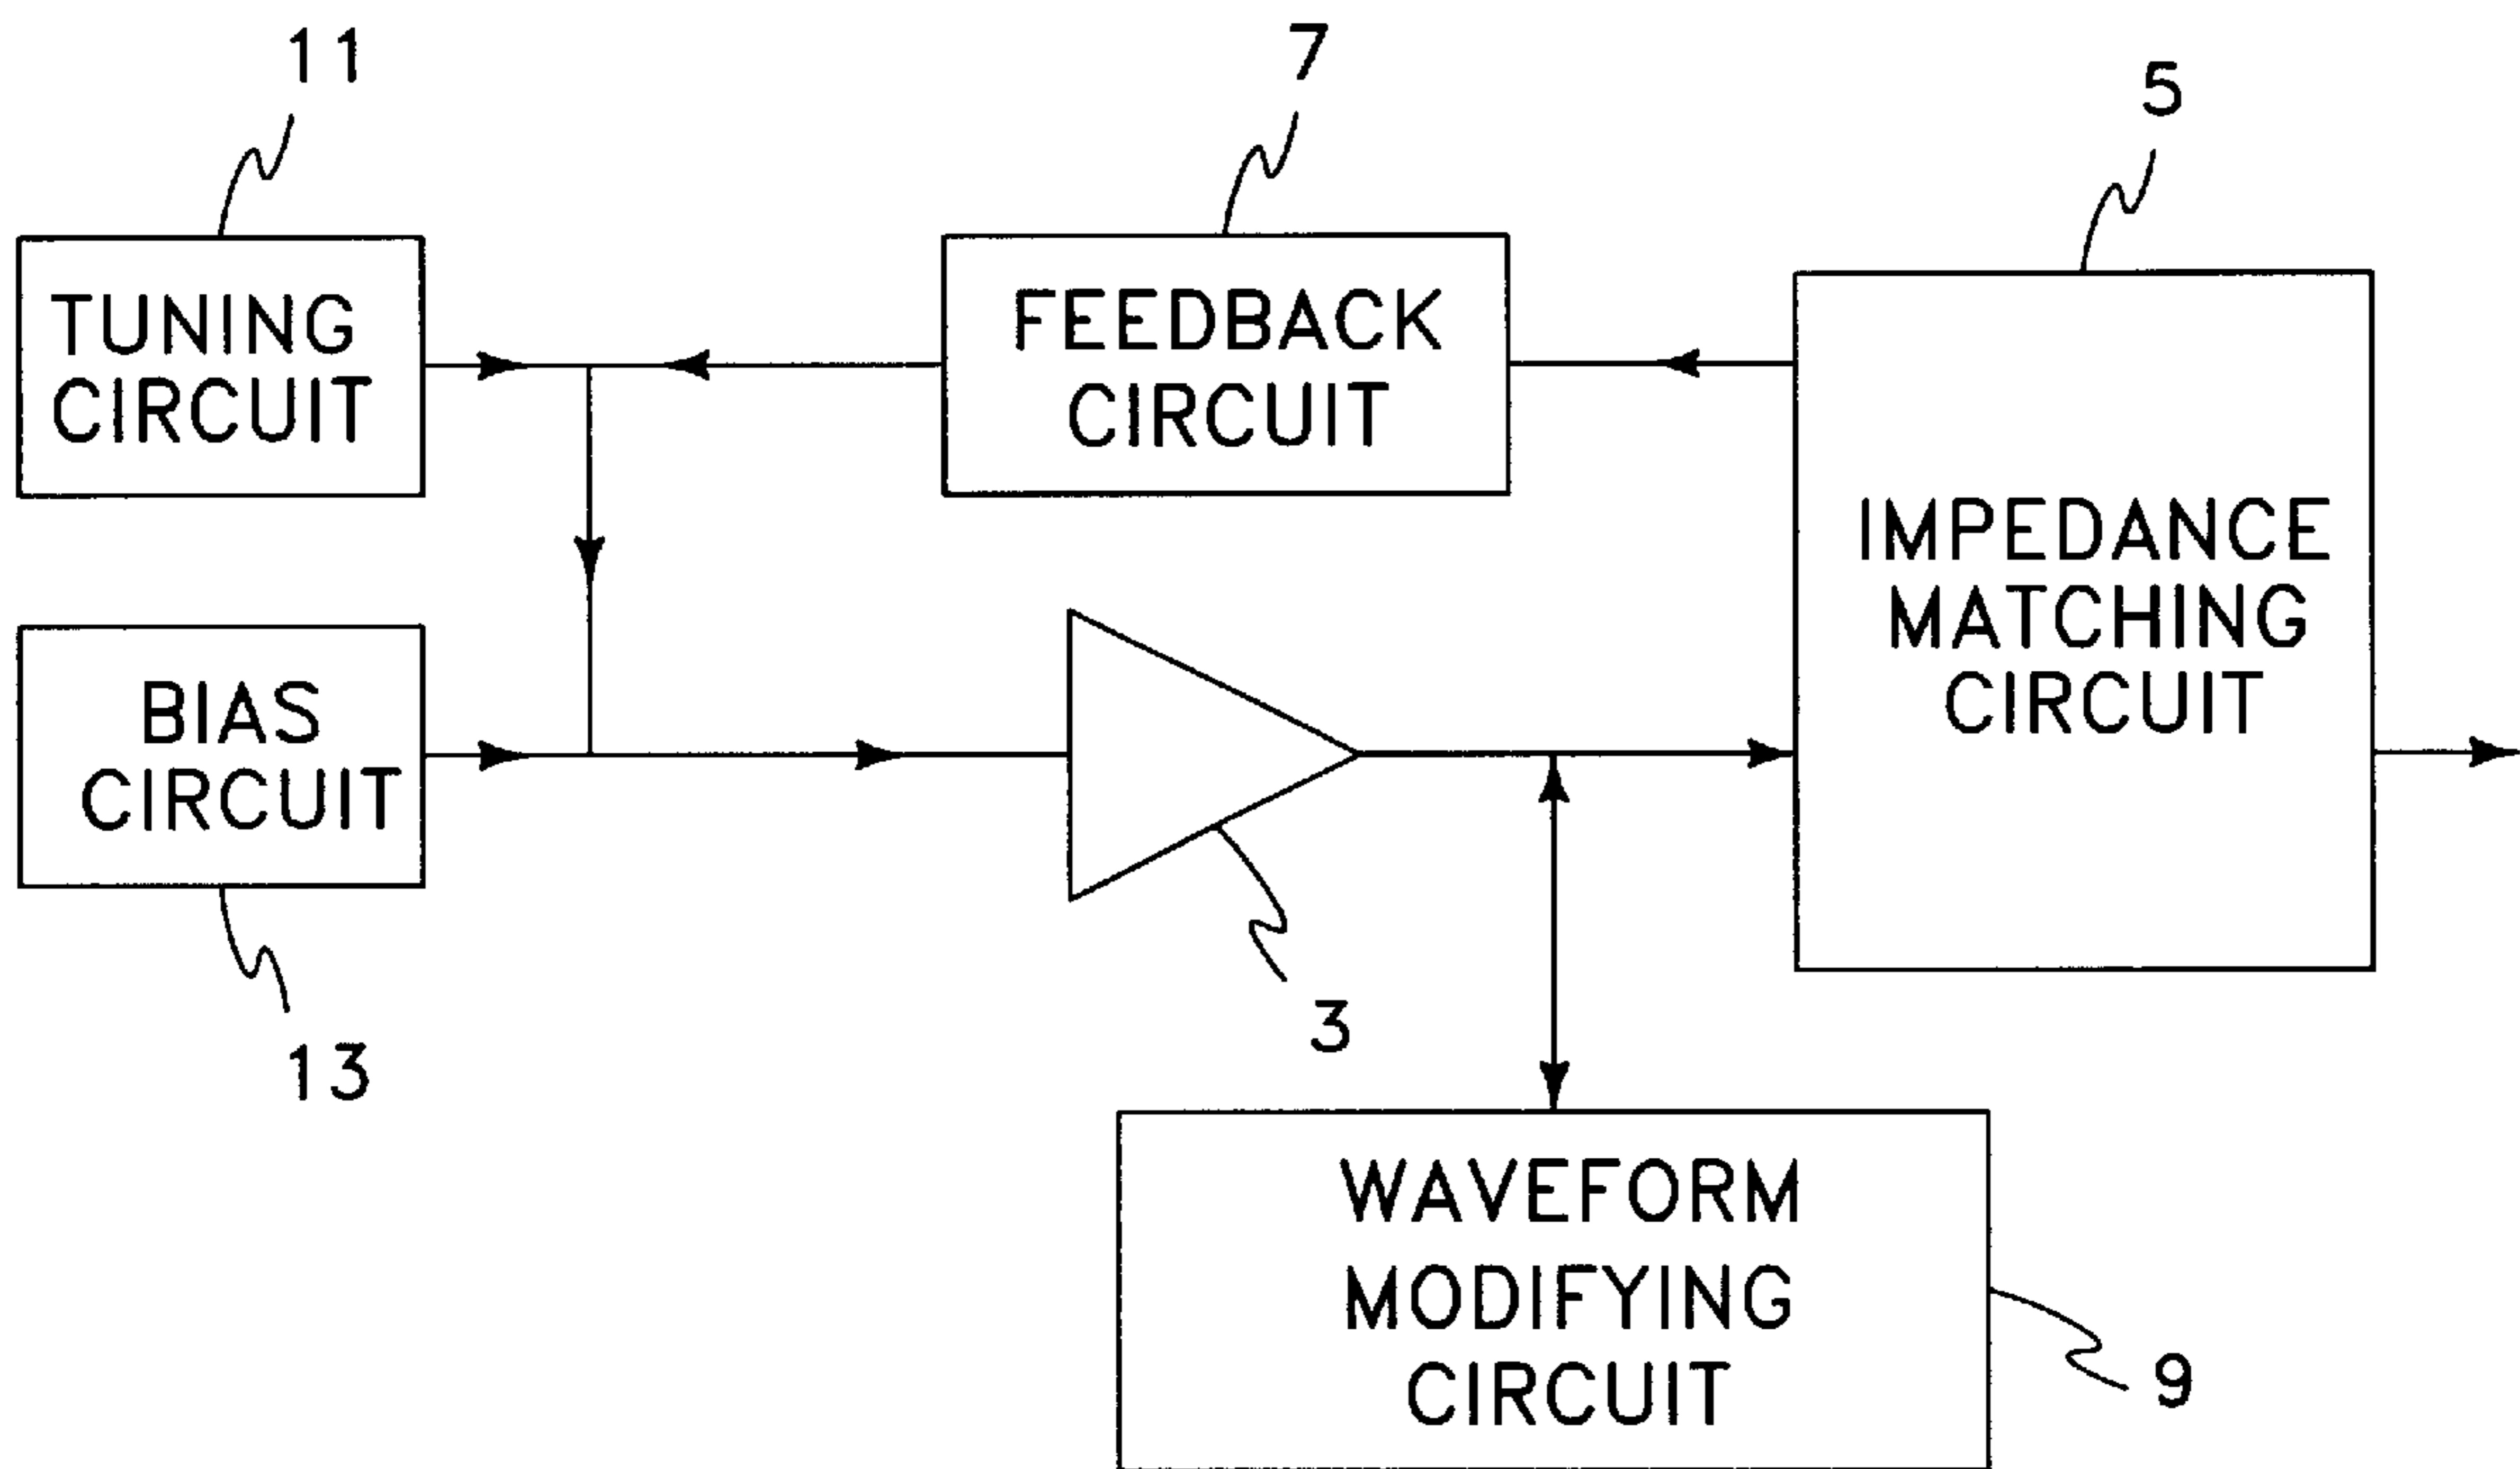 11
7
5
TUNING
CIRCUIT
FEEDBACK
CIRCUIT
IMPEDANCE
MATCHING
CIRCUIT
BIAS
CIRCUIT
3
13
WAVEFORM
MODIFYING
CIRCUIT
9